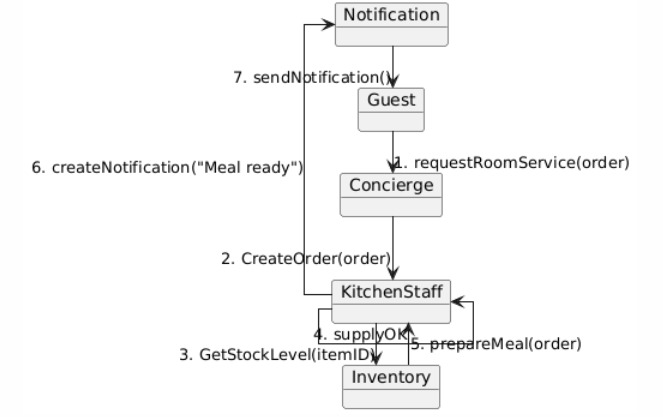 Notification
7. sendNotification()
Guest
1. requestRoomService(order)
6. createNotification("Meal ready")
Concierge
2. CreateOrder(order)
KitchenStaff
4. supplyOK
5. prepareMeal(order)
3. GetStockLevel(itemID)
Inventory